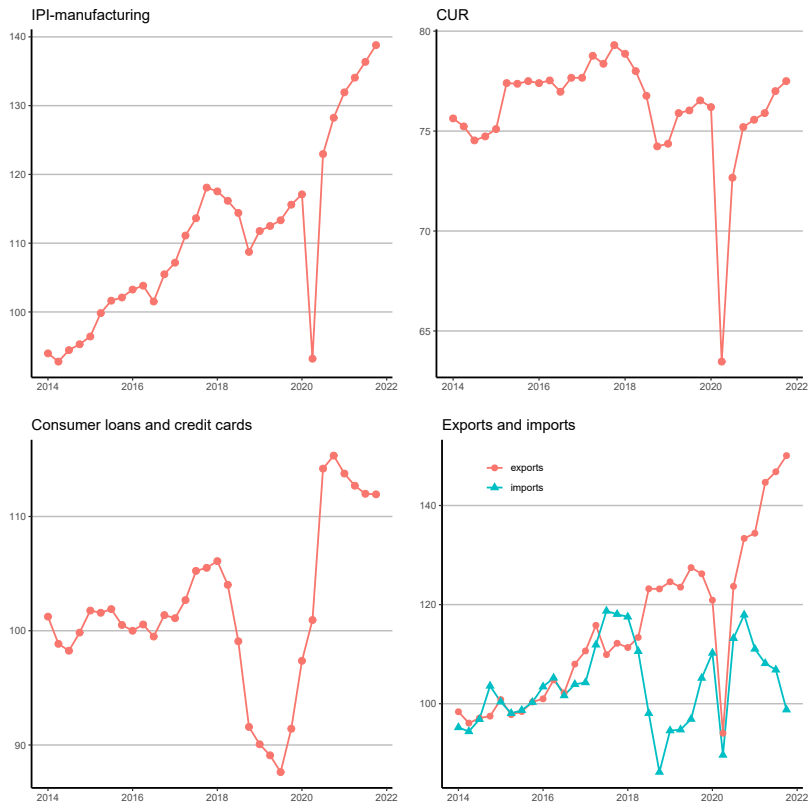 IPI-manufacturing
140
130
120
110
100
2014 2016 2018 2020 2022
CUR
80
75
70
65
2014 2016 2018 2020 2022
Consumer loans and credit cards
110
100
90
2014 2016 2018 2020 2022
Exports and imports
exports
imports
140
120
100
2014 2016 2018 2020 2022